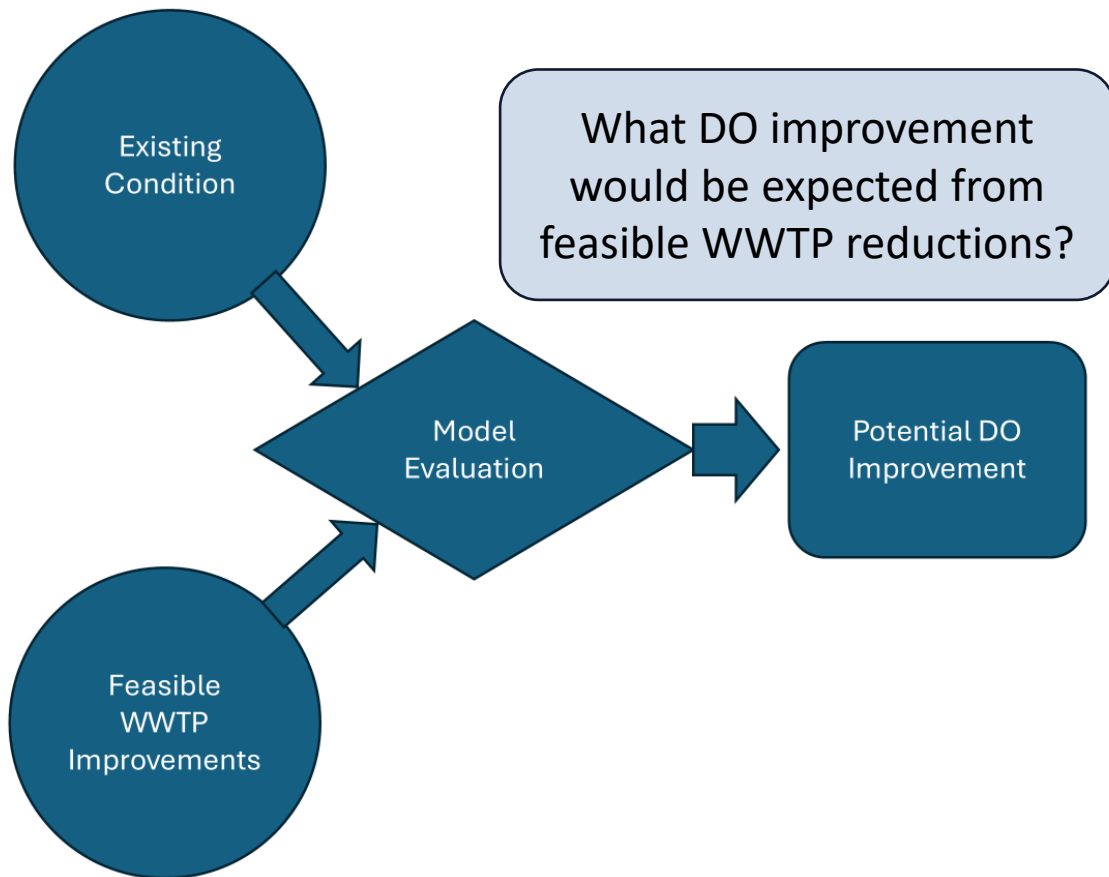 Existing
Condition
What DO improvement
would be expected from
feasible WWTP reductions?
Model
Evaluation
Potential DO
Improvement
Feasible
WWTP
Improvements